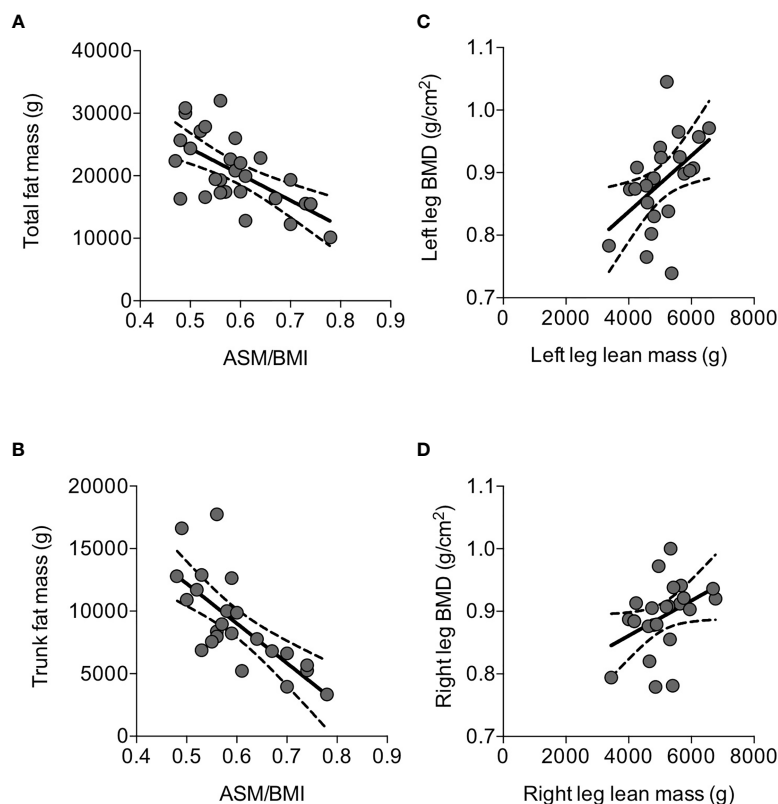 A
Total fat mass (g)
40000
30000
20000
10000
0
0.4 0.5 0.6 0.7 0.8 0.9
ASM/BMI
C
Left leg BMD (g/cm²)
1.1
1.0
0.9
0.8
0.7
0 2000 4000 6000 8000
Left leg lean mass (g)
B
Trunk fat mass (g)
20000
15000
10000
5000
0
0.4 0.5 0.6 0.7 0.8 0.9
ASM/BMI
D
Right leg BMD (g/cm²)
1.1
1.0
0.9
0.8
0.7
0 2000 4000 6000 8000
Right leg lean mass (g)